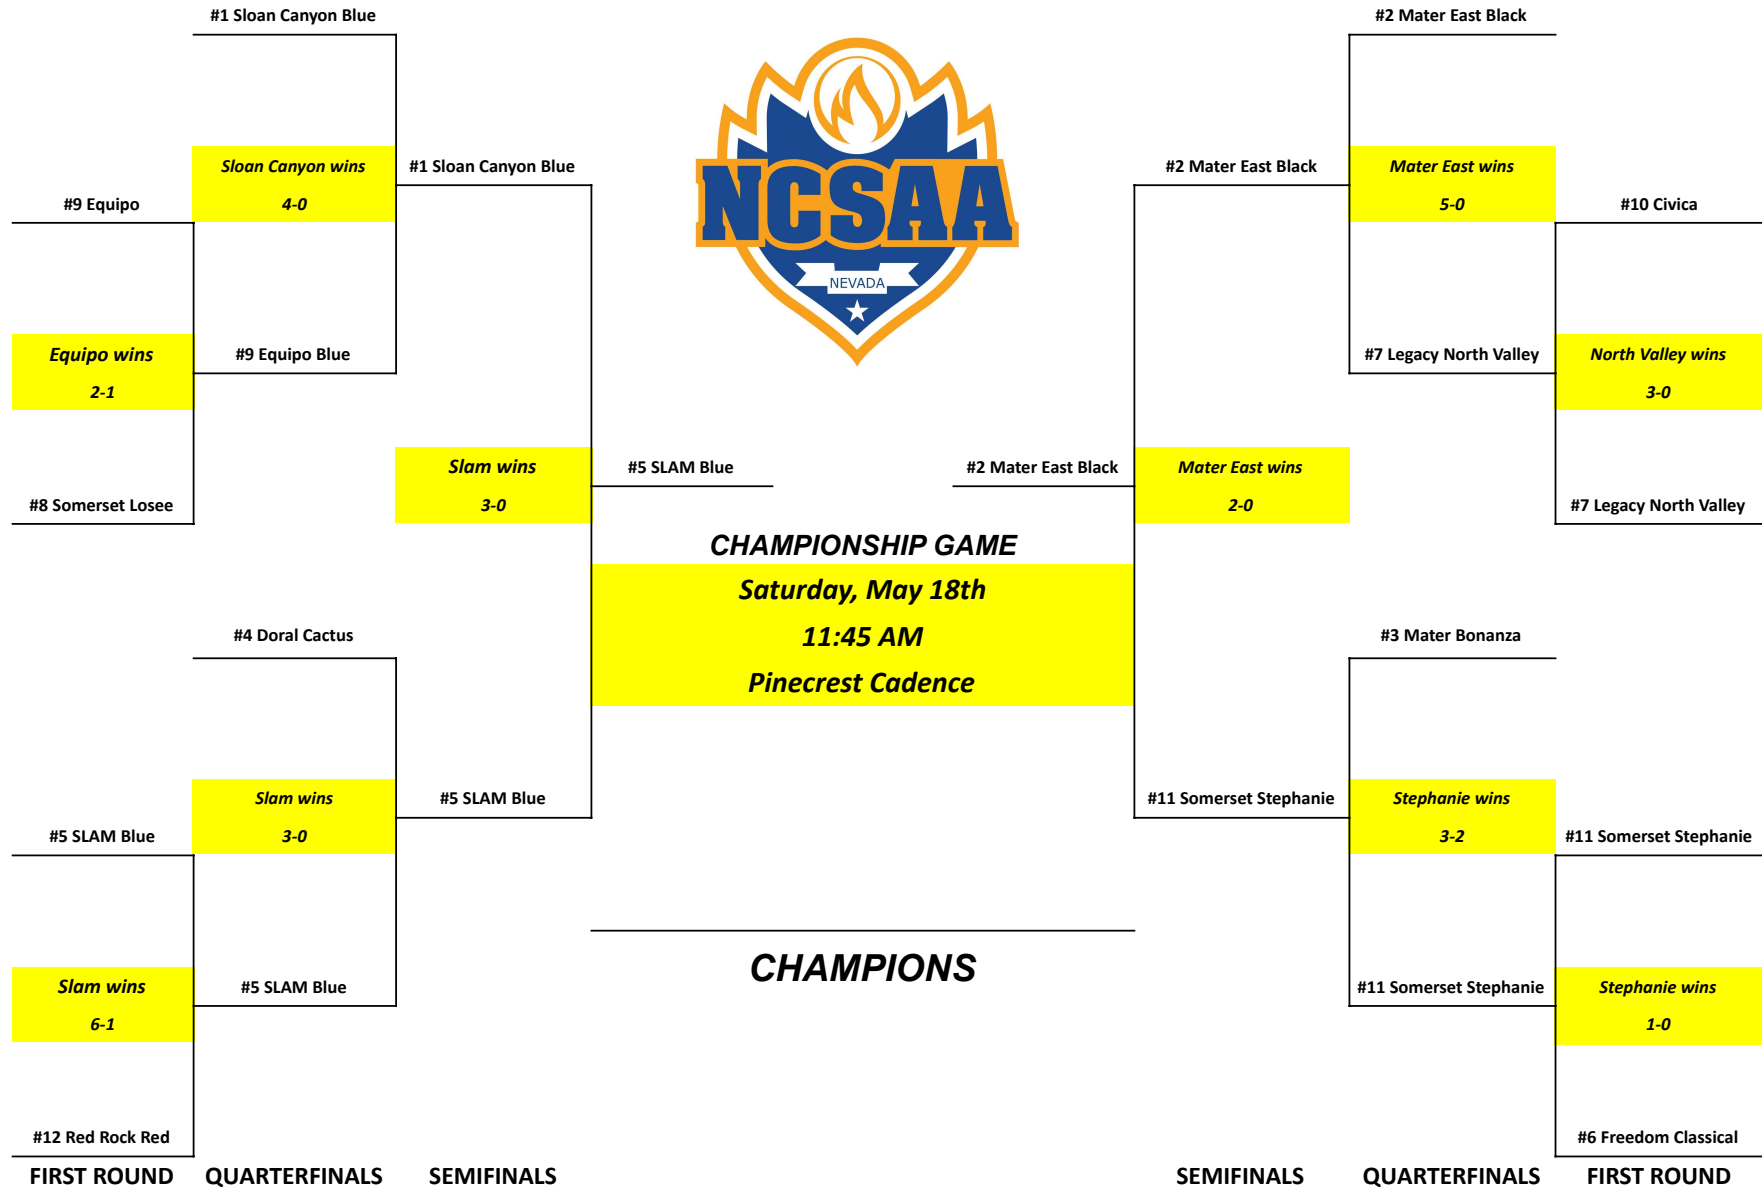 #1 Sloan Canyon Blue
#2 Mater East Black
Sloan Canyon wins
4-0
#1 Sloan Canyon Blue
NCSAA
NEVADA
#2 Mater East Black
Mater East wins
5-0
#9 Equipo
#10 Civica
Equipo wins
2-1
#9 Equipo Blue
#7 Legacy North Valley
North Valley wins
3-0
Slam wins
3-0
#5 SLAM Blue
#2 Mater East Black
Mater East wins
2-0
#8 Somerset Losee
#7 Legacy North Valley
CHAMPIONSHIP GAME
Saturday, May 18th
11:45 AM
Pinecrest Cadence
#4 Doral Cactus
#3 Mater Bonanza
Slam wins
3-0
#5 SLAM Blue
#11 Somerset Stephanie
Stephanie wins
3-2
#5 SLAM Blue
#11 Somerset Stephanie
CHAMPIONS
Slam wins
6-1
#5 SLAM Blue
#11 Somerset Stephanie
Stephanie wins
1-0
#12 Red Rock Red
#6 Freedom Classical
FIRST ROUND
QUARTERFINALS
SEMIFINALS
SEMIFINALS
QUARTERFINALS
FIRST ROUND